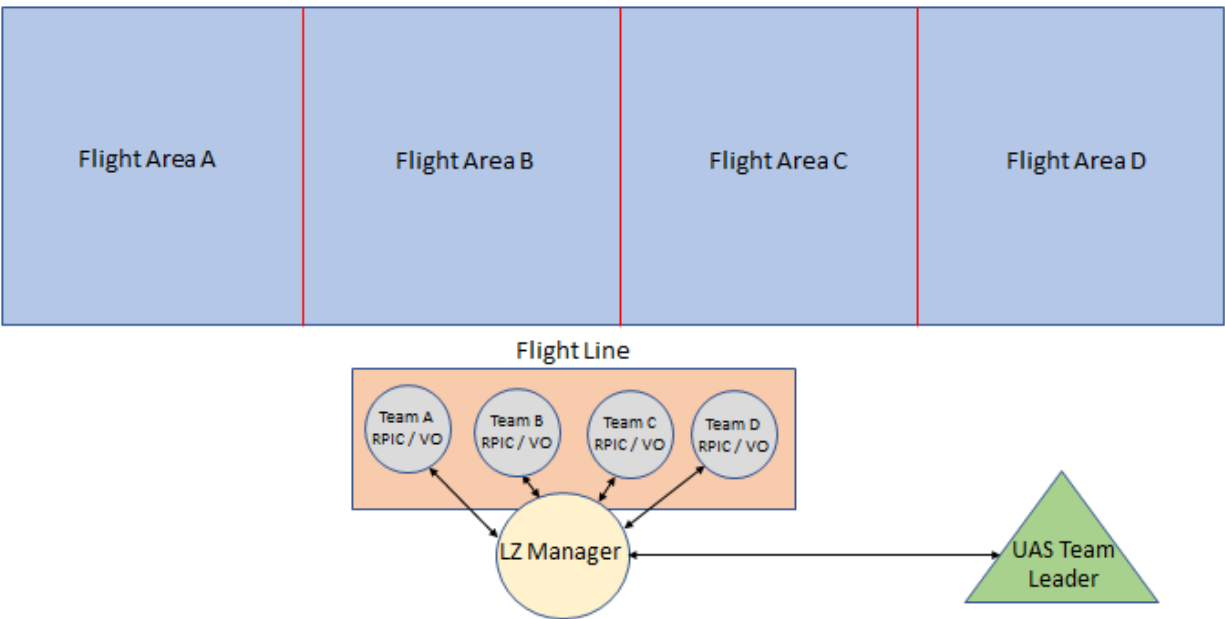 Flight Area A
Flight Area B
Flight Area C
Flight Area D
Flight Line
Team A
RPIC / VO
Team B
RPIC / VO
Team C
RPIC / VO
Team D
RPIC / VO
LZ Manager
UAS Team
Leader